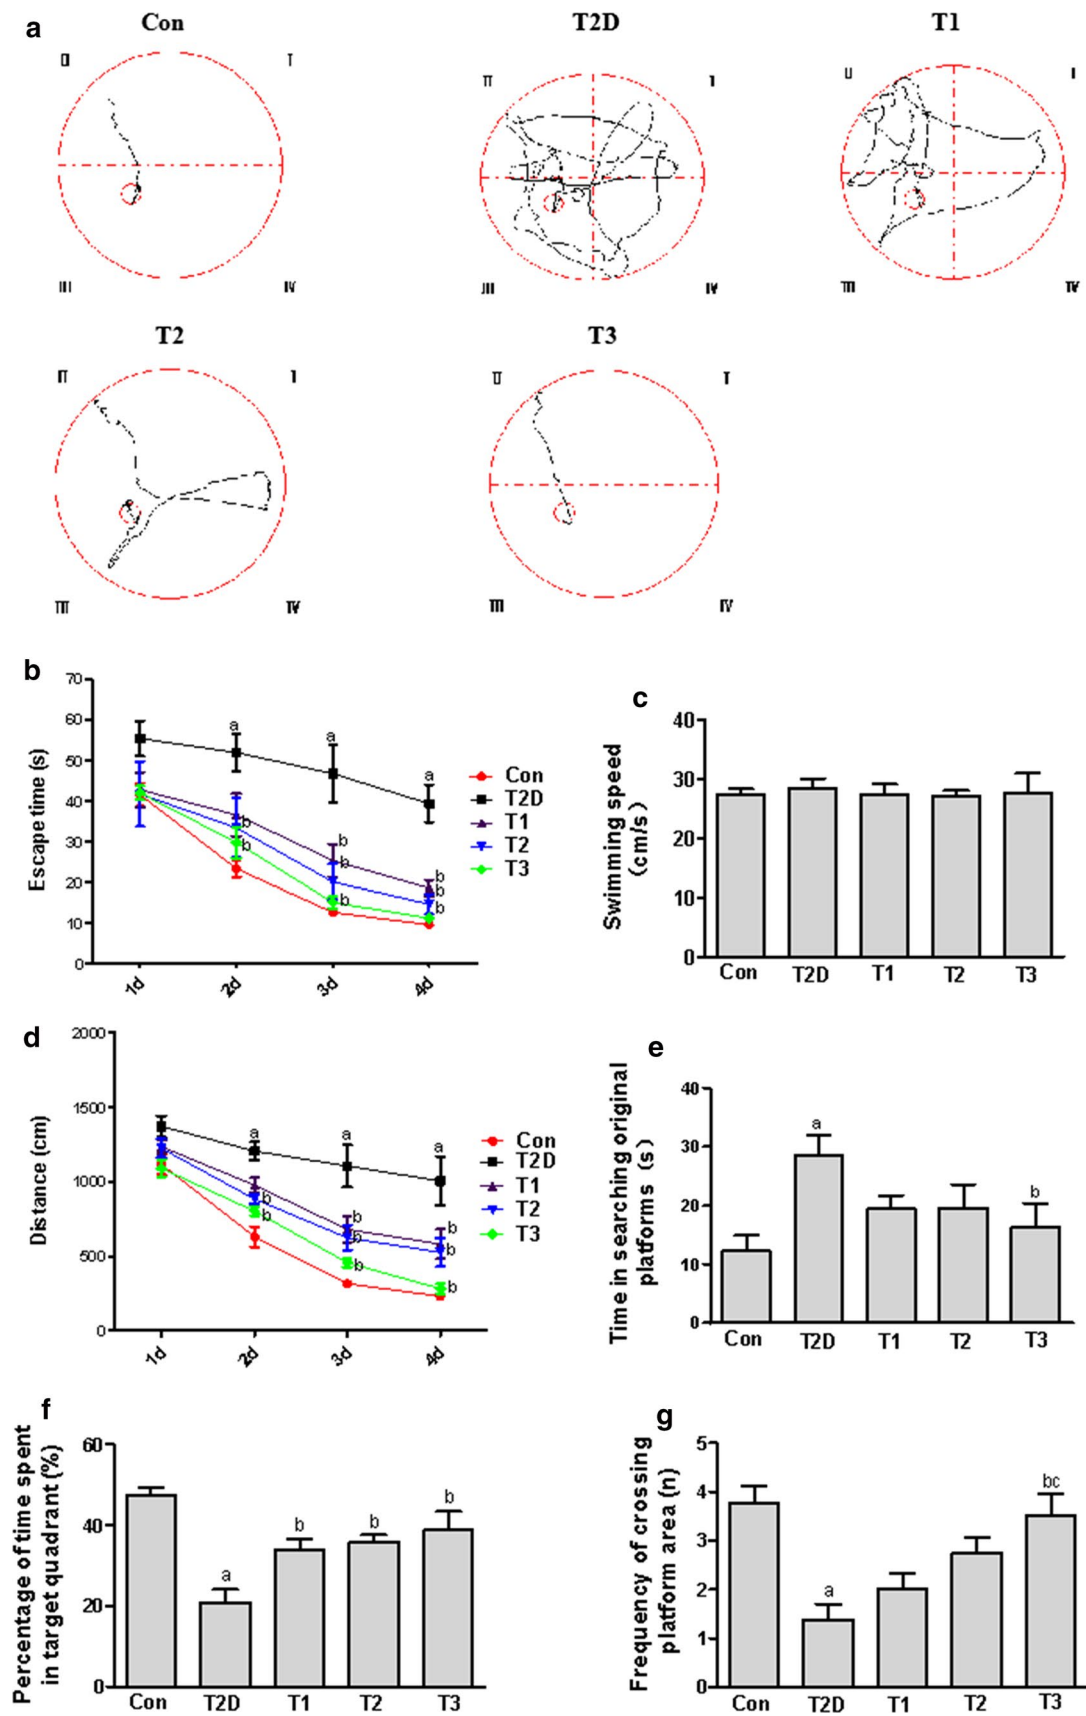 a
Con T2D T1
II I II I II I
III IV III IV III IV
T2 T3
II I II I
III IV III IV
b
Escape time (s)
70
60
50
40
30
20
10
0
a a a
b b b b b b b b
1d 2d 3d 4d
Con
T2D
T1
T2
T3
c
Swimming speed
(cm/s)
40
30
20
10
0
Con T2D T1 T2 T3
d
Distance (cm)
2000
1500
1000
500
0
a a a
b b b b b b b b
1d 2d 3d 4d
Con
T2D
T1
T2
T3
e
Time in searching original
platforms (s)
40
30
20
10
0
a b
Con T2D T1 T2 T3
f
Percentage of time spent
in target quadrant (%)
60
40
20
0
a b b b
Con T2D T1 T2 T3
g
Frequency of crossing
platform area (n)
5
4
3
2
1
0
a bc
Con T2D T1 T2 T3